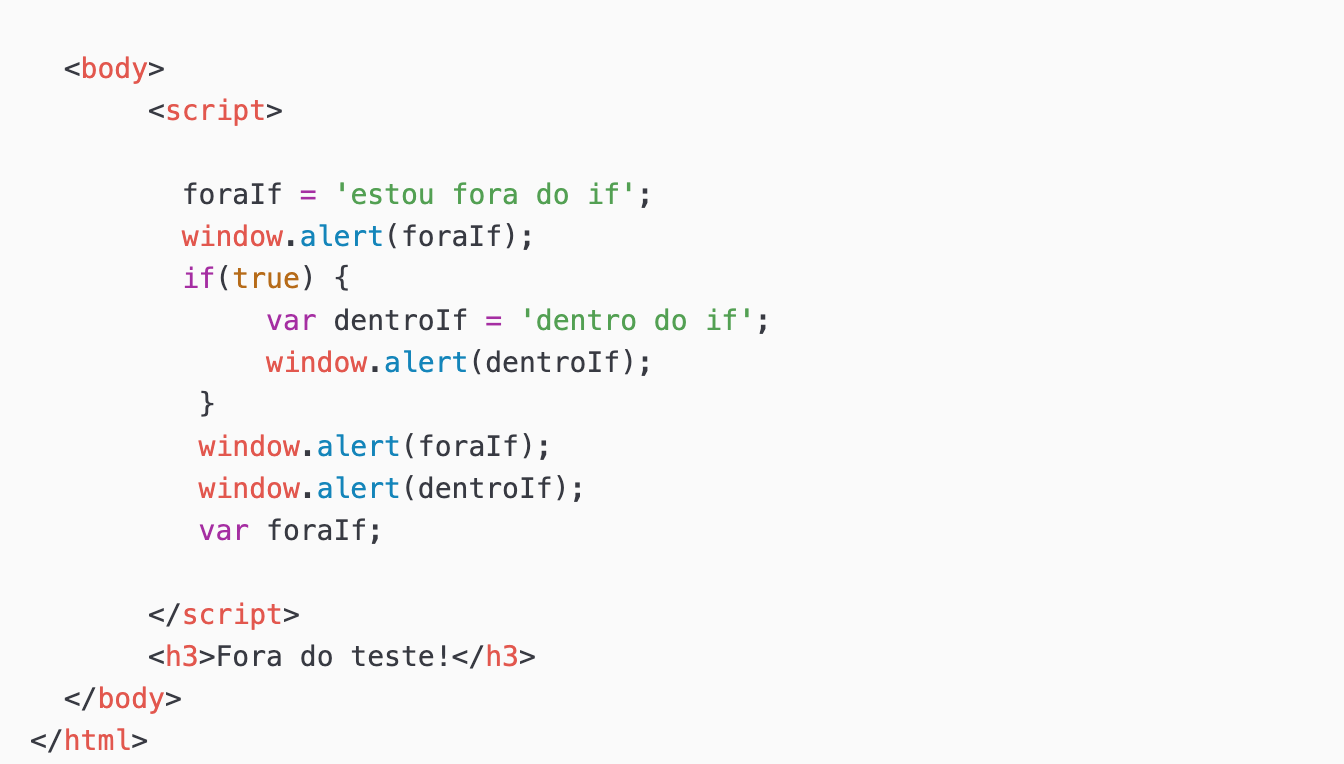 <body>
<script>
foraIf = 'estou fora do if';
window.alert(foraIf);
if(true) {
var dentroIf = 'dentro do if';
window.alert(dentroIf);
}
window.alert(foraIf);
window.alert(dentroIf);
var foraIf;
</script>
<h3>Fora do teste!</h3>
</body>
</html>